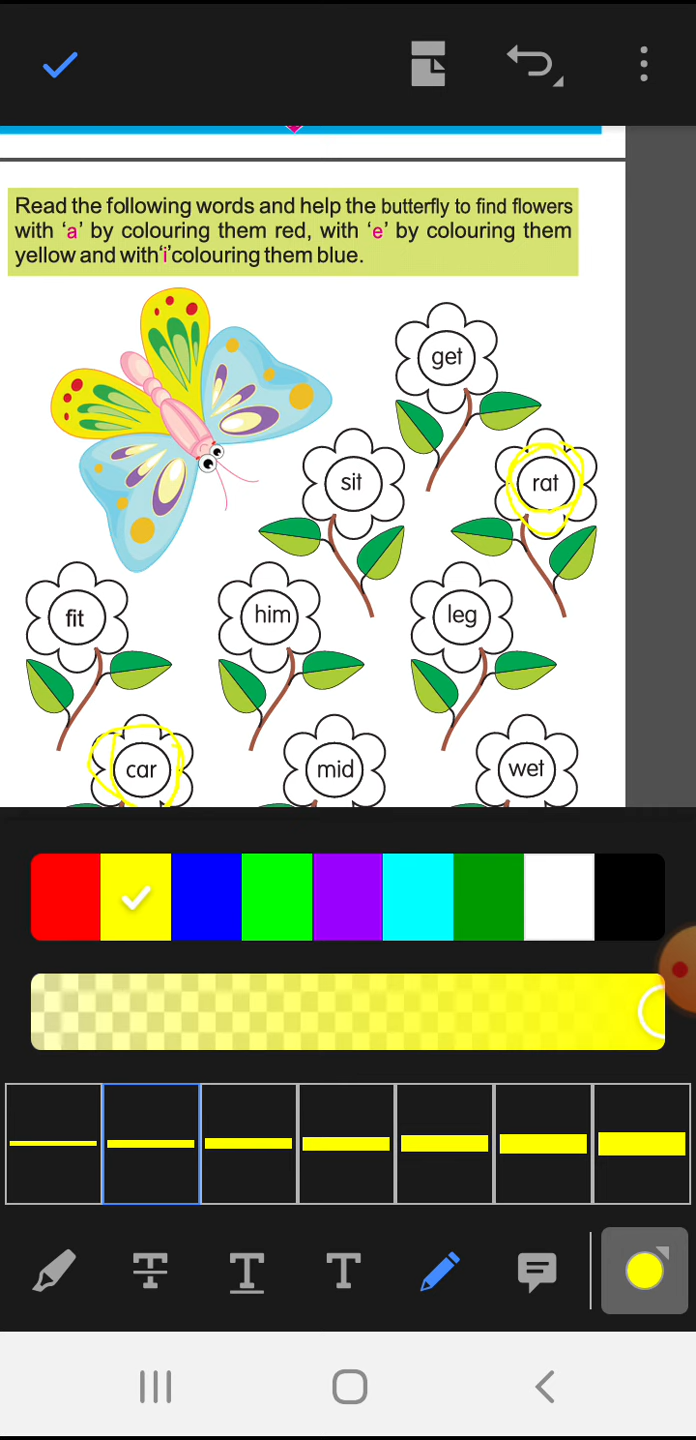 Read the following words and help the butterfly to find flowers
with ‘a’ by colouring them red, with ‘e’ by colouring them
yellow and with‘i’colouring them blue.
get
sit
rat
fit
him
leg
car
mid
wet
T
T
T